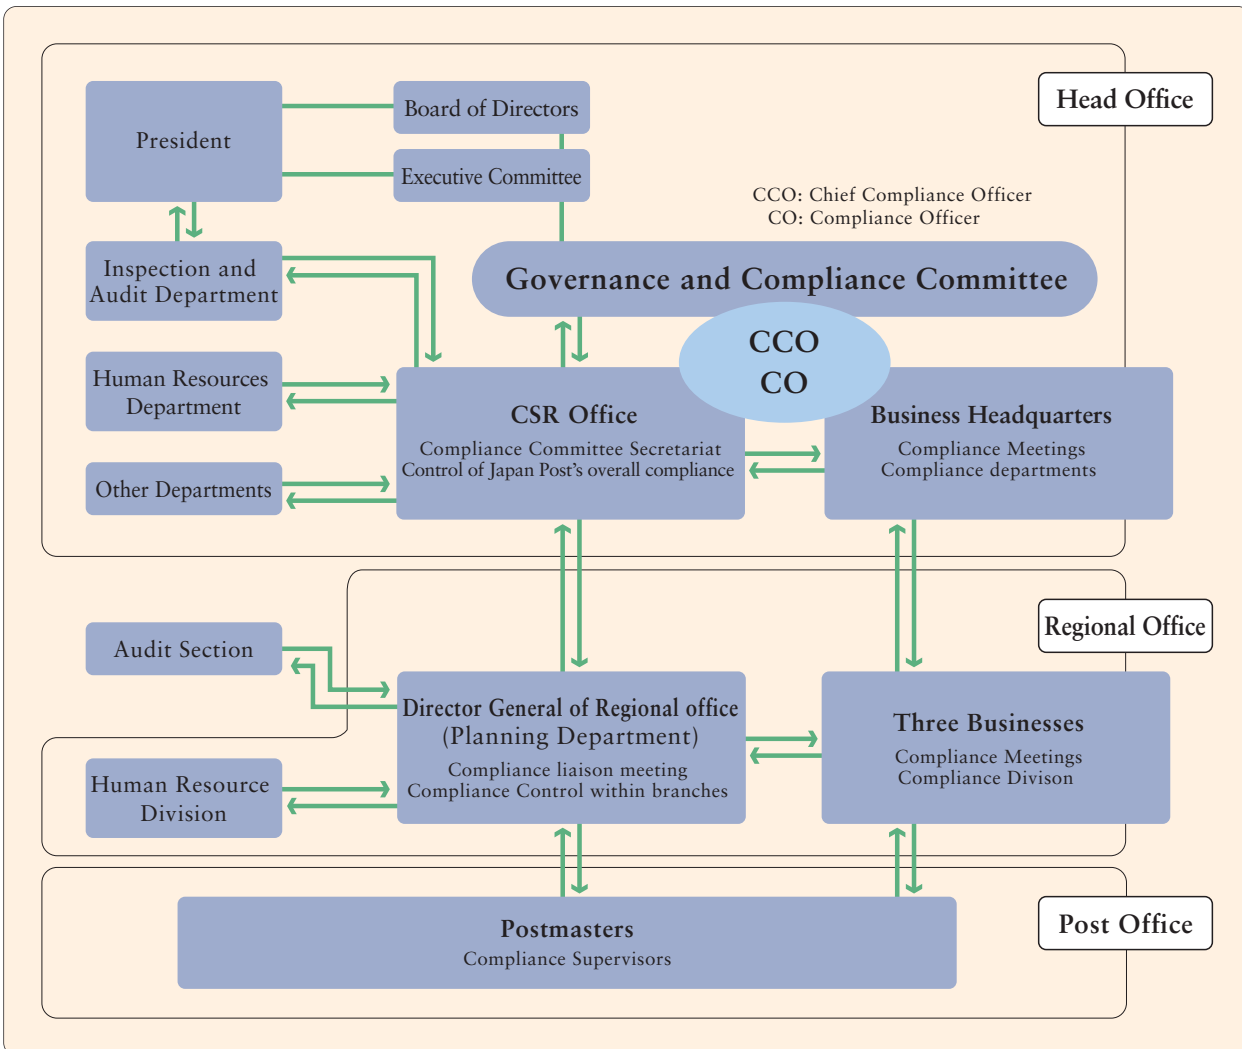 Head Office
President
Board of Directors
Executive Committee
CCO: Chief Compliance Officer
CO: Compliance Officer
Inspection and
Audit Department
Governance and Compliance Committee
CCO
CO
Human Resources
Department
CSR Office
Compliance Committee Secretariat
Control of Japan Post's overall compliance
Business Headquarters
Compliance Meetings
Compliance departments
Other Departments
Regional Office
Audit Section
Director General of Regional office
(Planning Department)
Compliance liaison meeting
Compliance Control within branches
Three Businesses
Compliance Meetings
Compliance Divison
Human Resource
Division
Post Office
Postmasters
Compliance Supervisors